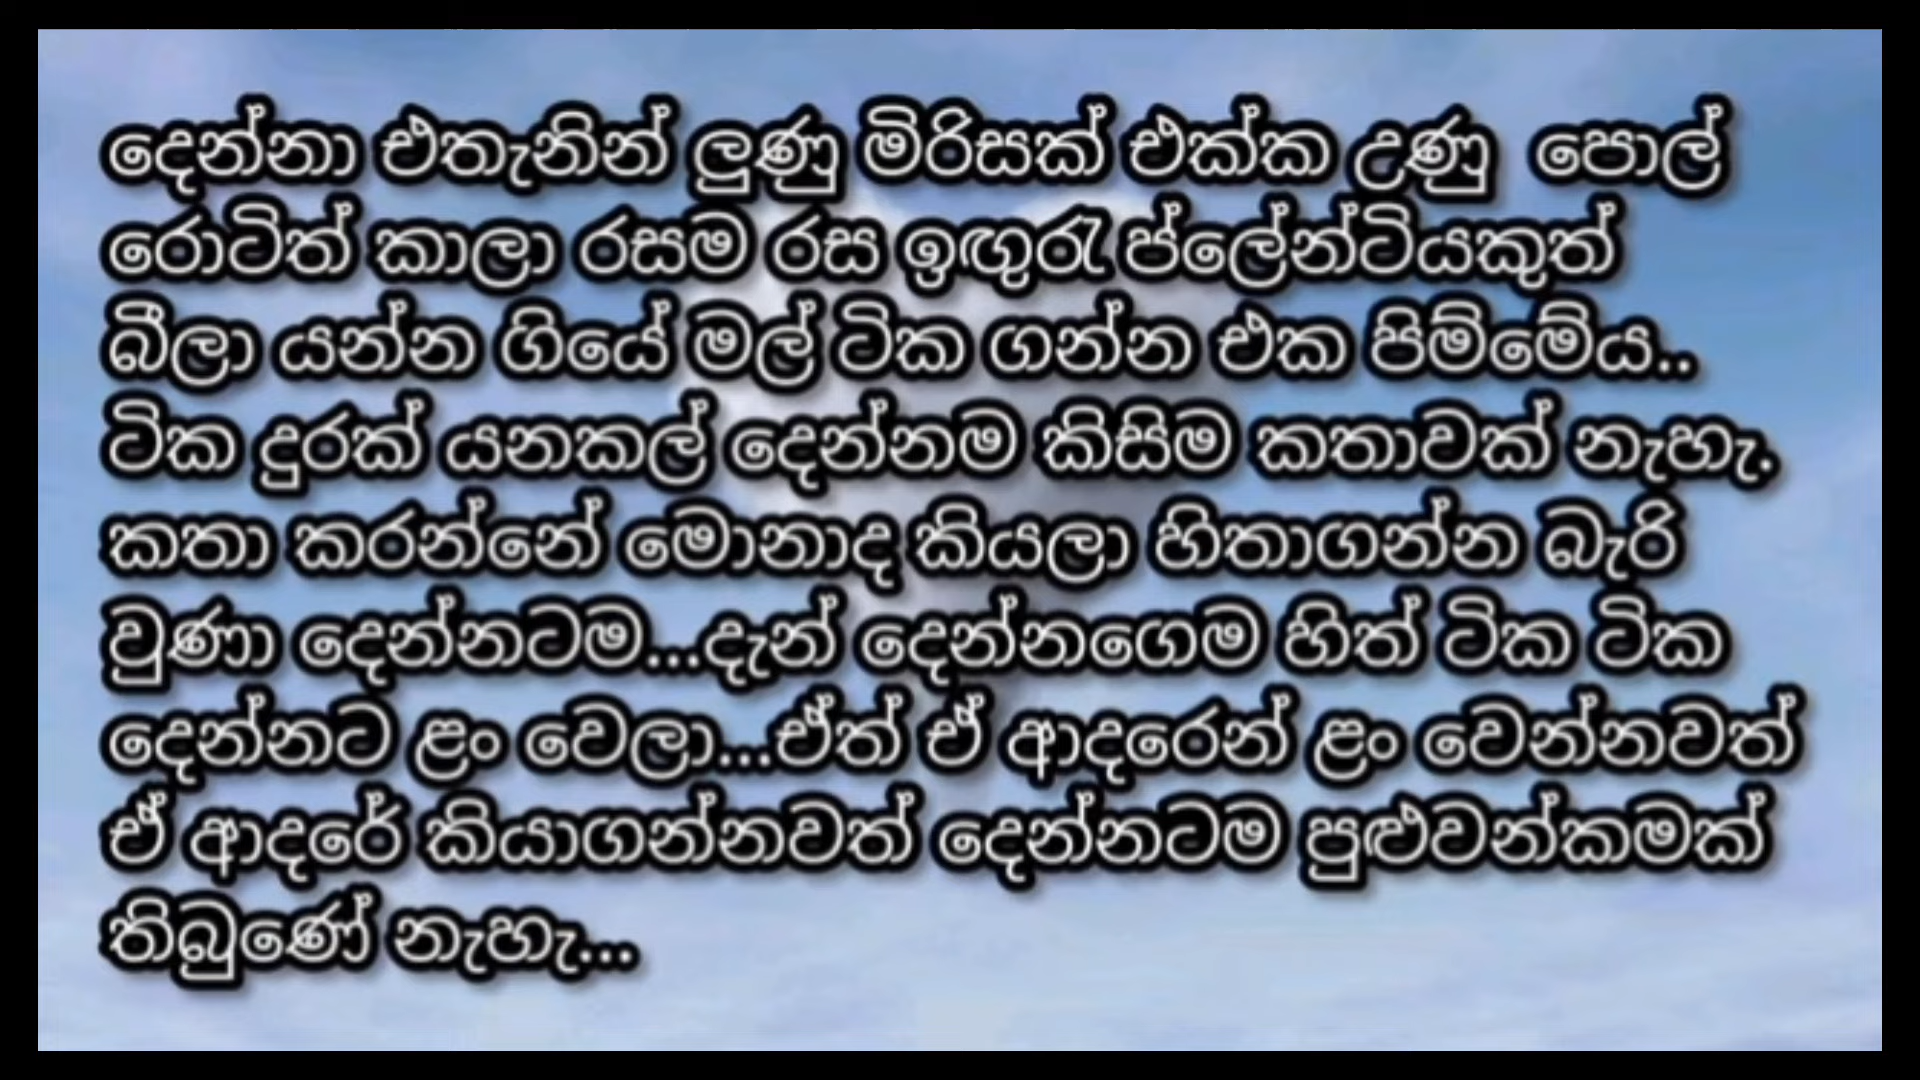 දෙන්නා එතැනින් ලුණු මිරිසක් එක්ක උණු පොල්
රොටිත් කාලා රසම රස ඉඟුරැ ප්ලේන්ටියකුත්
බීලා යන්න ගියේ මල් ටික ගන්න එක පිම්මේය..
ටික දුරක් යනකල් දෙන්නම කිසිම කතාවක් නැහැ.
කතා කරන්නේ මොනාද කියලා හිතාගන්න බැරි
වුණා දෙන්නටම...දැන් දෙන්නගෙම හිත් ටික ටික
දෙන්නට ළං වෙලා...ඒත් ඒ ආදරෙන් ළං වෙන්නවත්
ඒ ආදරේ කියාගන්නවත් දෙන්නටම පුළුවන්කමක්
තිබුණේ නැහැ...